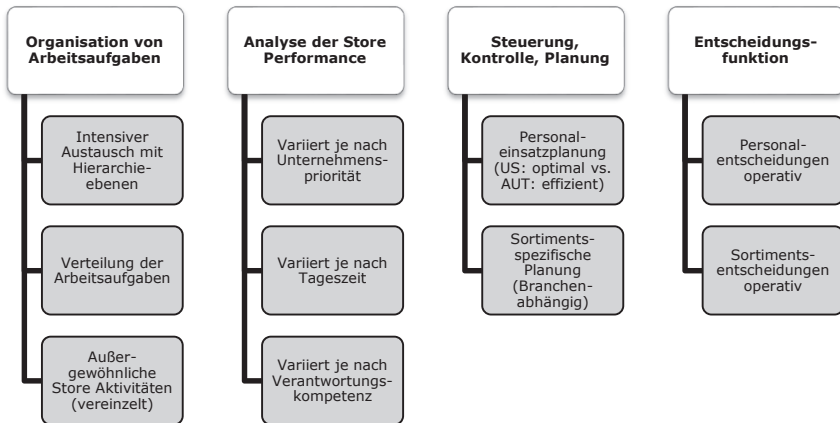 Organisation von
Arbeitsaufgaben
Intensiver
Austausch mit
Hierarchie-
ebenen
Verteilung der
Arbeitsaufgaben
Außer-
gewöhnliche
Store Aktivitäten
(vereinzelt)
Analyse der Store
Performance
Variiert je nach
Unternehmens-
priorität
Variiert je nach
Tageszeit
Variiert je nach
Verantwortungs-
kompetenz
Steuerung,
Kontrolle, Planung
Personal-
einsatzplanung
(US: optimal vs.
AUT: effizient)
Sortiments-
spezifische
Planung
(Branchen-
abhängig)
Entscheidungs-
funktion
Personal-
entscheidungen
operativ
Sortiments-
entscheidungen
operativ